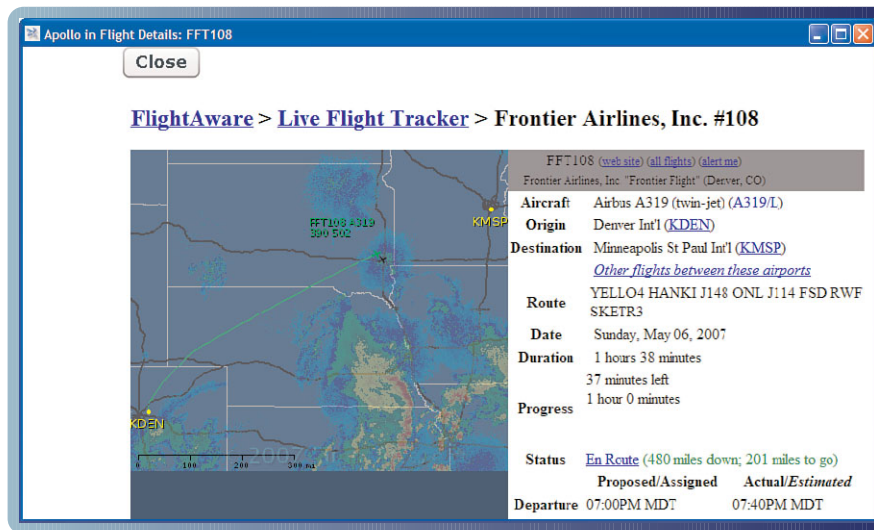 Apollo in Flight Details: FFT108
Close
FlightAware > Live Flight Tracker > Frontier Airlines, Inc. #108
FFT108 (web site) (all flights) (alert me)
Frontier Airlines, Inc. "Frontier Flight" (Denver, CO)
Aircraft Airbus A319 (twin-jet) (A319/L)
Origin Denver Int'l (KDEN)
Destination Minneapolis St Paul Int'l (KMSP)
Other flights between these airports
Route YELLO4 HANKI J148 ONL J114 FSD RWF
SKETR3
Date Sunday, May 06, 2007
Duration 1 hours 38 minutes
37 minutes left
Progress 1 hour 0 minutes
Status En Route (480 miles down; 201 miles to go)
Proposed/Assigned Actual/Estimated
Departure 07:00PM MDT 07:40PM MDT
FFT108 A319
390 502
KMSP
KDEN
2007
0 100 200 300 mi